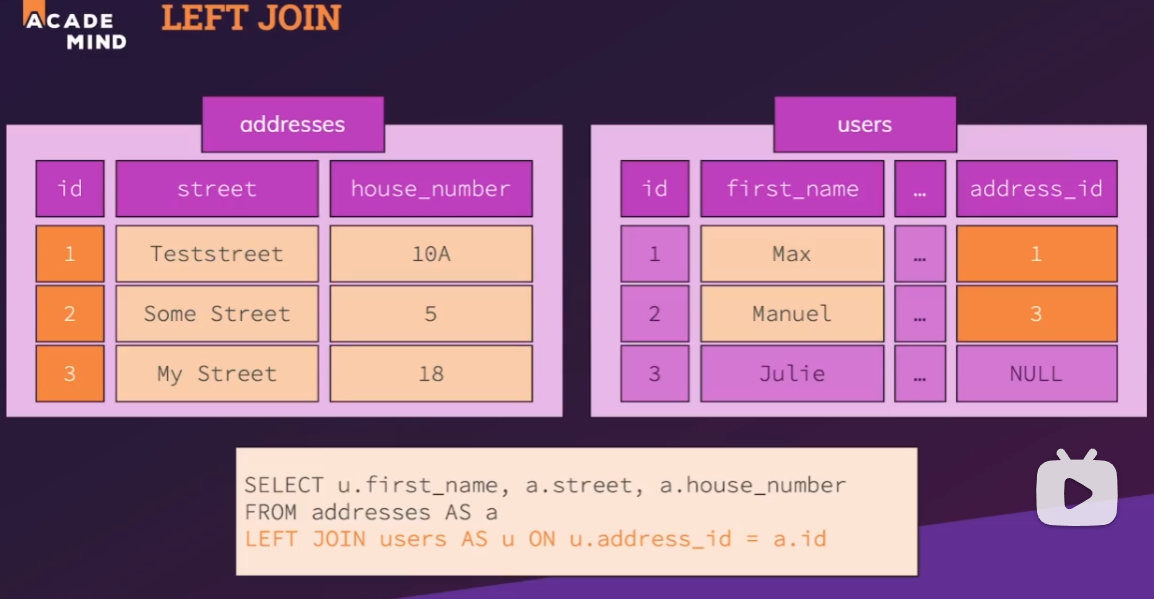 ACADE
MIND
LEFT JOIN
addresses
id street house_number
1 Teststreet 10A
2 Some Street 5
3 My Street 18
users
id first_name … address_id
1 Max … 1
2 Manuel … 3
3 Julie … NULL
SELECT u.first_name, a.street, a.house_number
FROM addresses AS a
LEFT JOIN users AS u ON u.address_id = a.id